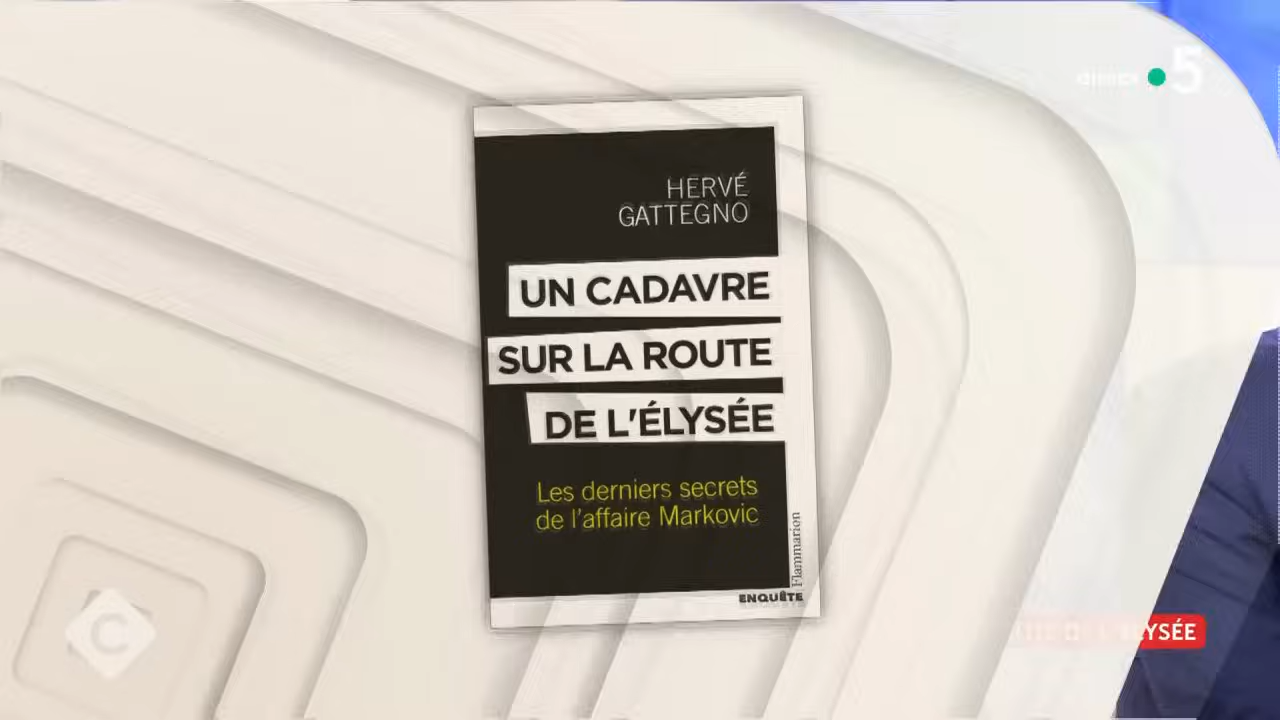 5
HERVÉ
GATTEGNO
UN CADAVRE
SUR LA ROUTE
DE L'ÉLYSÉE
Les derniers secrets
de l'affaire Markovic
Flammarion
ENQUÊTE
C
DE L'ÉLYSÉE